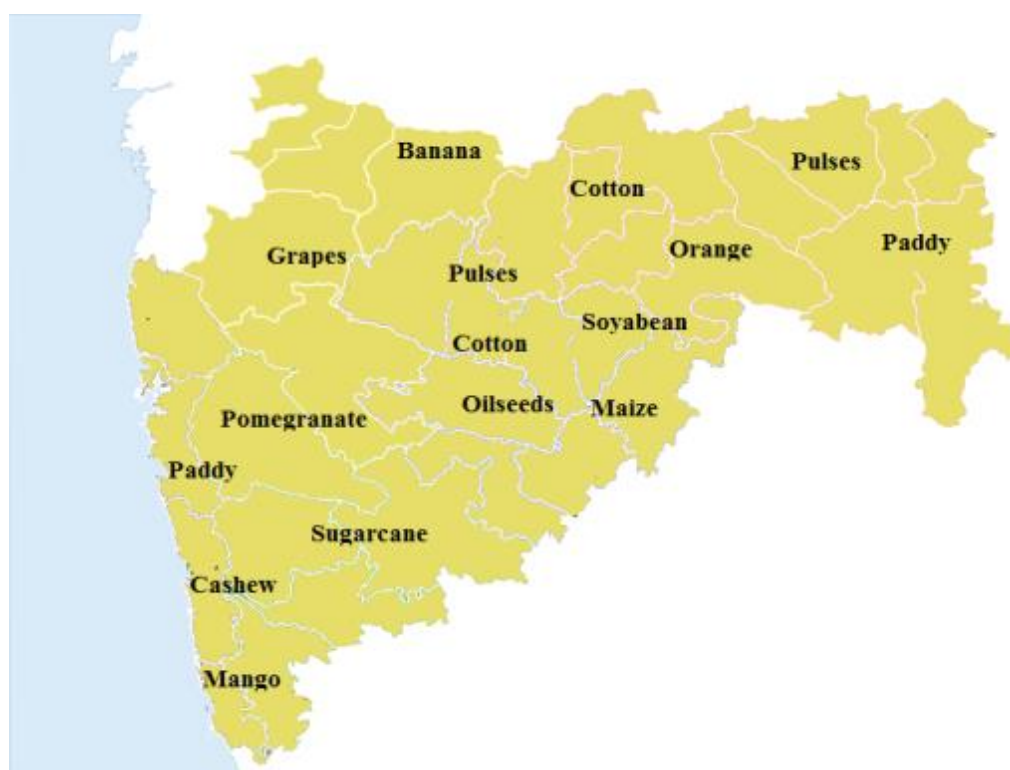 Banana
Pulses
Cotton
Paddy
Orange
Grapes
Pulses
Soyabean
Cotton
Oilseeds
Maize
Pomegranate
Paddy
Sugarcane
Cashew
Mango